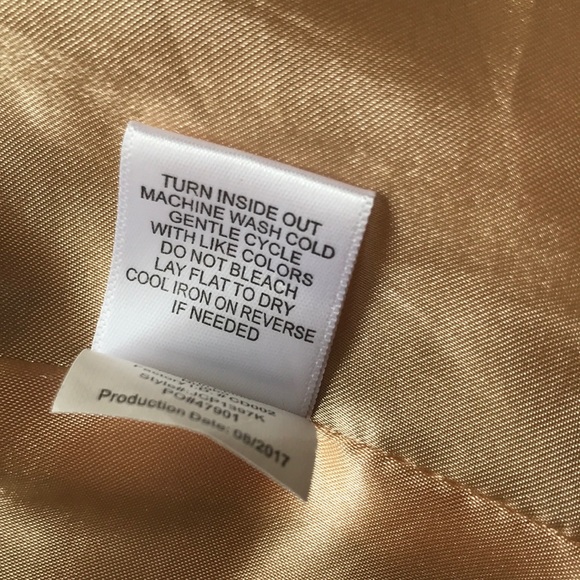 TURN INSIDE OUT
MACHINE WASH COLD
GENTLE CYCLE
WITH LIKE COLORS
DO NOT BLEACH
LAY FLAT TO DRY
COOL IRON ON REVERSE
IF NEEDED
PO#47901
Production Date: 08/2017